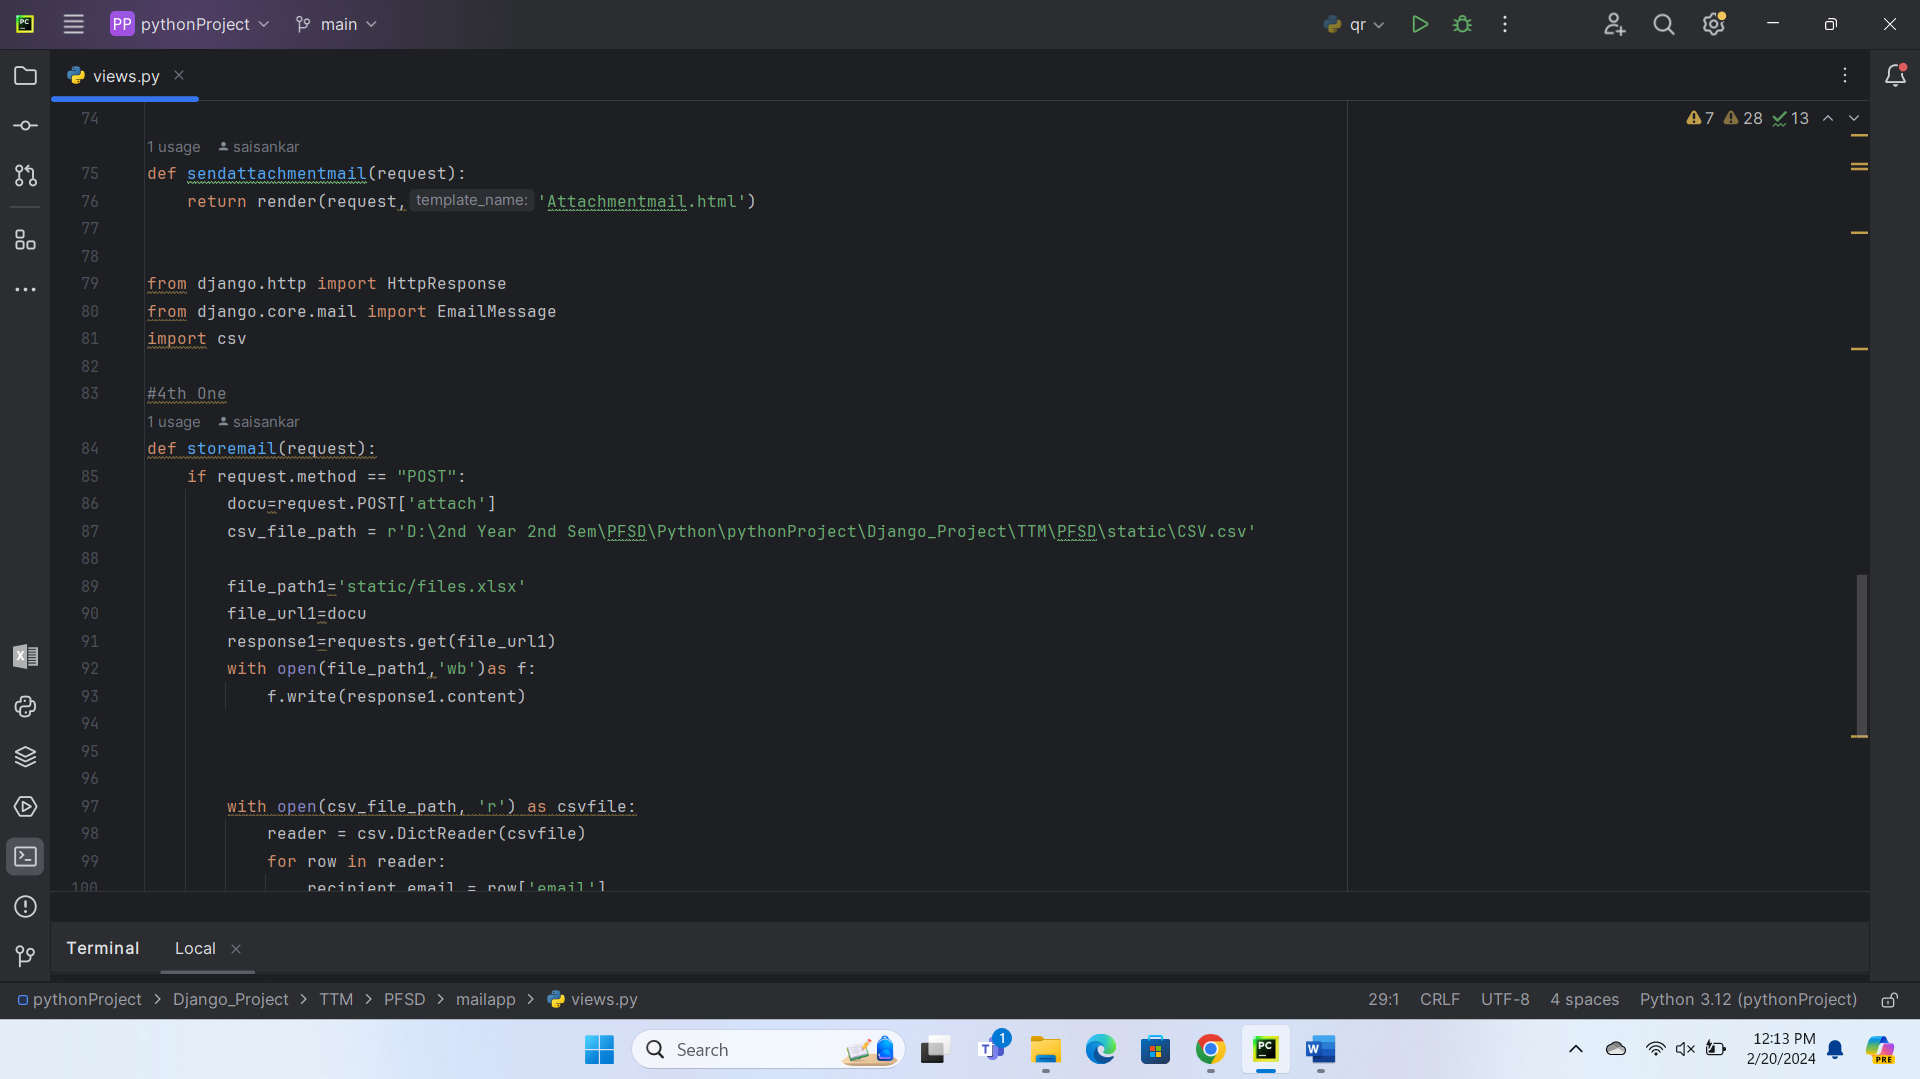 PP pythonProject main qr
views.py
7 28 13
74
1 usage saisankar
75 def sendattachmentmail(request):
76 return render(request, template_name: 'Attachmentmail.html')
77
78
79 from django.http import HttpResponse
80 from django.core.mail import EmailMessage
81 import csv
82
83 #4th One
1 usage saisankar
84 def storemail(request):
85 if request.method == "POST":
86 docu=request.POST['attach']
87 csv_file_path = r'D:\2nd Year 2nd Sem\PFSD\Python\pythonProject\Django_Project\TTM\PFSD\static\CSV.csv'
88
89 file_path1='static/files.xlsx'
90 file_url1=docu
91 response1=requests.get(file_url1)
92 with open(file_path1,'wb')as f:
93 f.write(response1.content)
94
95
96
97 with open(csv_file_path, 'r') as csvfile:
98 reader = csv.DictReader(csvfile)
99 for row in reader:
100 recipient_email = row['email']
Terminal Local
pythonProject > Django_Project > TTM > PFSD > mailapp > views.py 29:1 CRLF UTF-8 4 spaces Python 3.12 (pythonProject)
Search 1 12:13 PM
2/20/2024
PRE